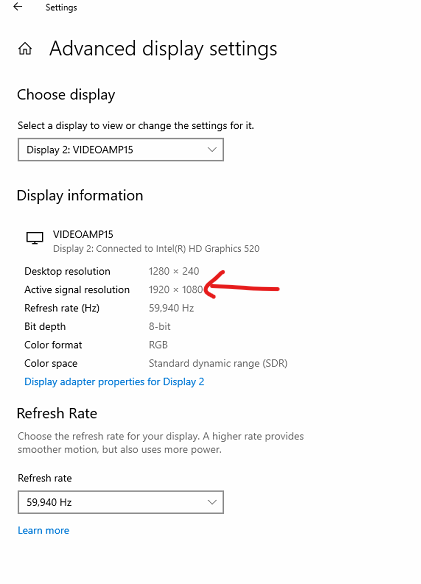 Settings
Advanced display settings
Choose display
Select a display to view or change the settings for it.
Display 2: VIDEOAMP15
Display information
VIDEOAMP15
Display 2: Connected to Intel(R) HD Graphics 520
Desktop resolution 1280 × 240
Active signal resolution 1920 × 1080
Refresh rate (Hz) 59,940 Hz
Bit depth 8-bit
Color format RGB
Color space Standard dynamic range (SDR)
Display adapter properties for Display 2
Refresh Rate
Choose the refresh rate for your display. A higher rate provides
smoother motion, but also uses more power.
Refresh rate
59,940 Hz
Learn more